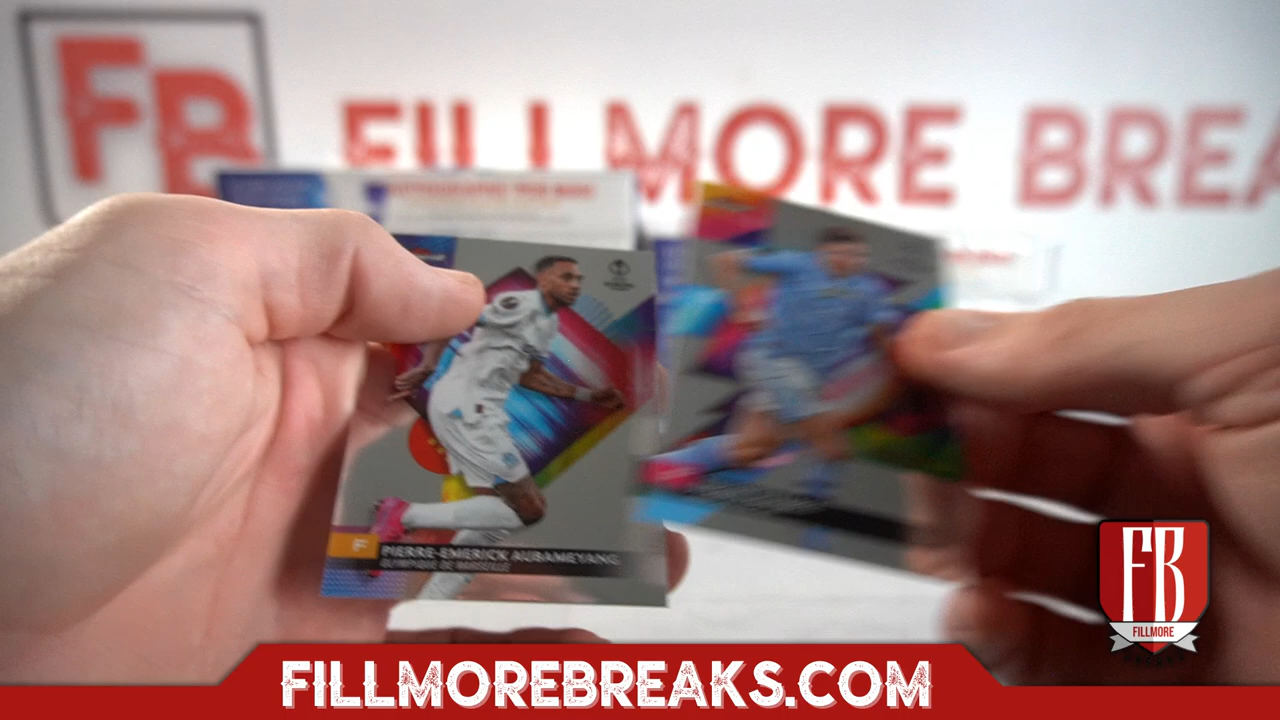 FB
FILLMORE BREA
F
PIERRE-EMERICK AUBAMEYANG
OLYMPIQUE DE MARSEILLE
FB
FILLMORE
FILLMOREBREAKS.COM